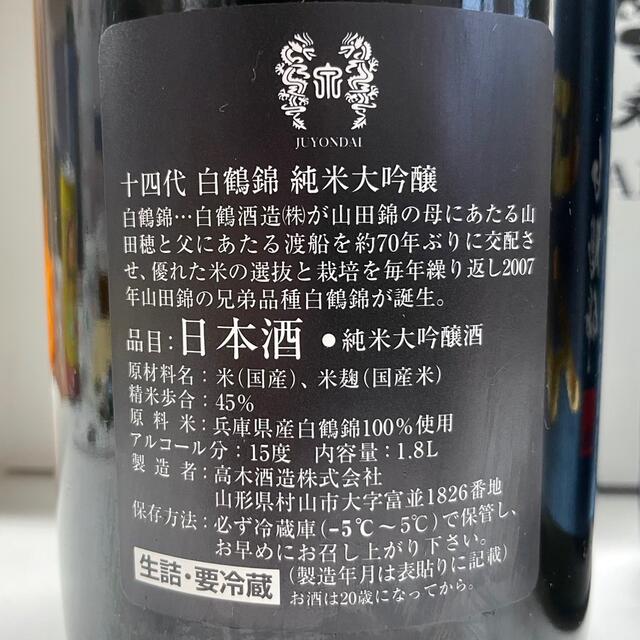 JUYONDAI
十四代 白鶴錦 純米大吟醸
白鶴錦…白鶴酒造㈱が山田錦の母にあたる山
田穂と父にあたる渡船を約70年ぶりに交配さ
せ、優れた米の選抜と栽培を毎年繰り返し2007
年山田錦の兄弟品種白鶴錦が誕生。
品目:日本酒 ●純米大吟醸酒
原材料名:米(国産)、米麹(国産米)
精米歩合:45%
原料米:兵庫県産白鶴錦100%使用
アルコール分:15度 内容量:1.8L
製造者:高木酒造株式会社
山形県村山市大字富並1826番地
保存方法:必ず冷蔵庫(−5℃〜5℃)で保管し、
お早めにお召し上がり下さい。
生詰・要冷蔵
(製造年月は表貼りに記載)
お酒は20歳になってから。